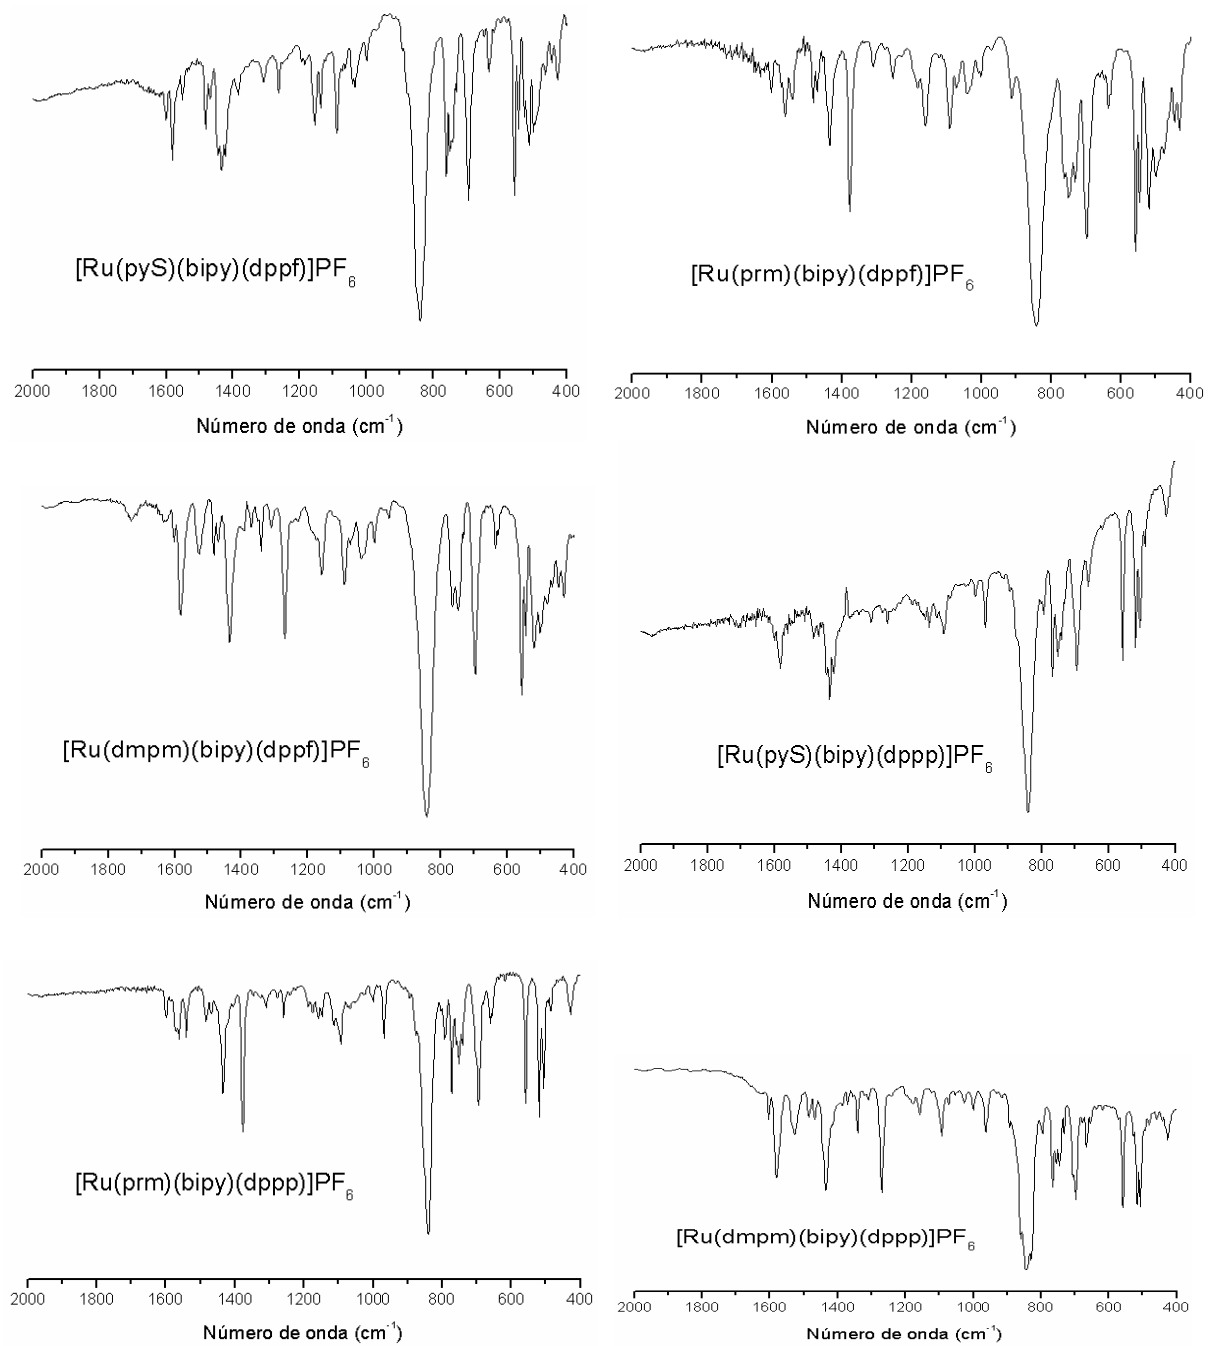 [Ru(pyS)(bipy)(dppf)]PF6
2000 1800 1600 1400 1200 1000 800 600 400
Número de onda (cm-1)
[Ru(prm)(bipy)(dppf)]PF6
2000 1800 1600 1400 1200 1000 800 600 400
Número de onda (cm-1)
[Ru(dmpm)(bipy)(dppf)]PF6
2000 1800 1600 1400 1200 1000 800 600 400
Número de onda (cm-1)
[Ru(pyS)(bipy)(dppp)]PF6
2000 1800 1600 1400 1200 1000 800 600 400
Número de onda (cm-1)
[Ru(prm)(bipy)(dppp)]PF6
2000 1800 1600 1400 1200 1000 800 600 400
Número de onda (cm-1)
[Ru(dmpm)(bipy)(dppp)]PF6
2000 1800 1600 1400 1200 1000 800 600 400
Número de onda (cm-1)